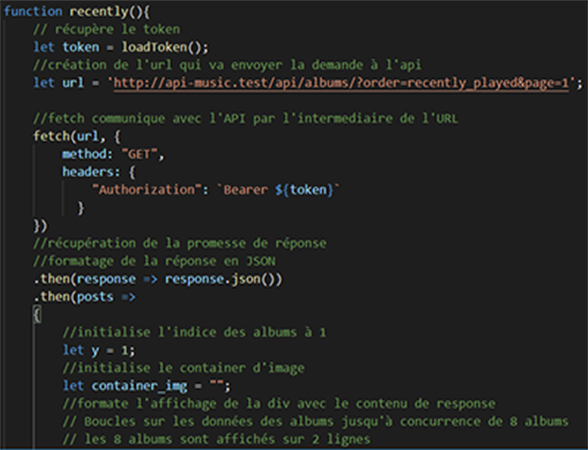 function recently(){
// récupère le token
let token = loadToken();
//création de l'url qui va envoyer la demande à l'api
let url = 'http://api-music.test/api/albums/?order=recently_played&page=1';
//fetch communique avec l'API par l'intermediaire de l'URL
fetch(url, {
method: "GET",
headers: {
"Authorization": `Bearer ${token}`
}
})
//récupération de la promesse de réponse
//formatage de la réponse en JSON
.then(response => response.json())
.then(posts =>
{
//initialise l'indice des albums à 1
let y = 1;
//initialise le container d'image
let container_img = "";
//formate l'affichage de la div avec le contenu de response
// Boucles sur les données des albums jusqu'à concurrence de 8 albums
// les 8 albums sont affichés sur 2 lignes